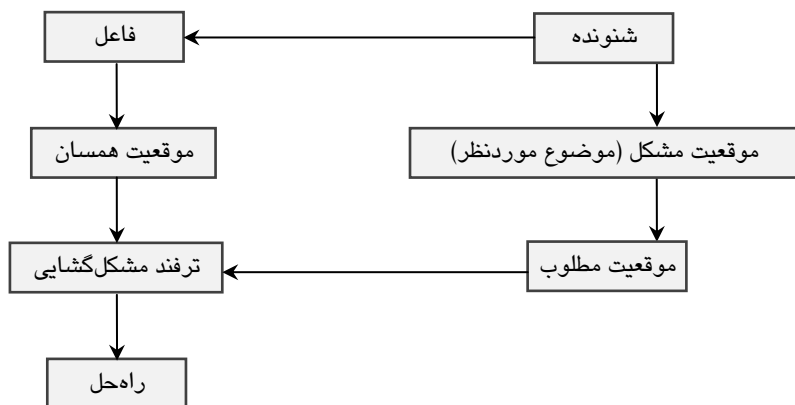 شنونده
فاعل
موقعیت مشکل (موضوع موردنظر)
موقعیت همسان
موقعیت مطلوب
ترفند مشکل‌گشایی
راه‌حل